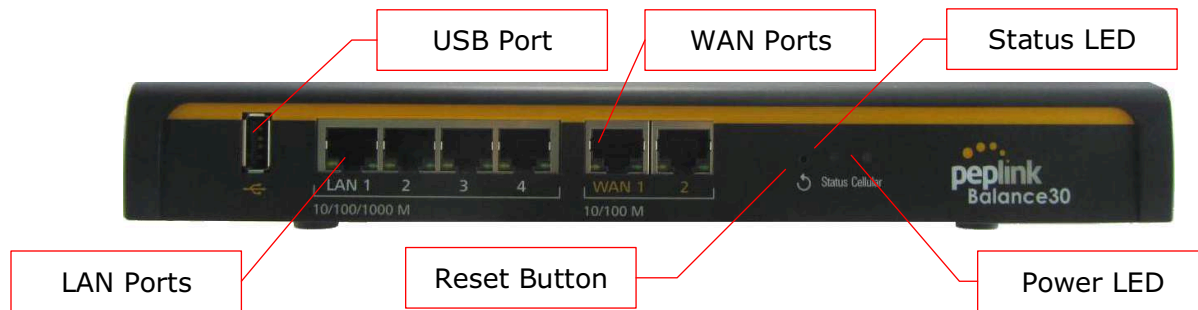 USB Port
WAN Ports
Status LED
LAN 1 2 3 4
WAN 1 2
Status Cellular
10/100/1000 M
10/100 M
peplink
Balance30
LAN Ports
Reset Button
Power LED